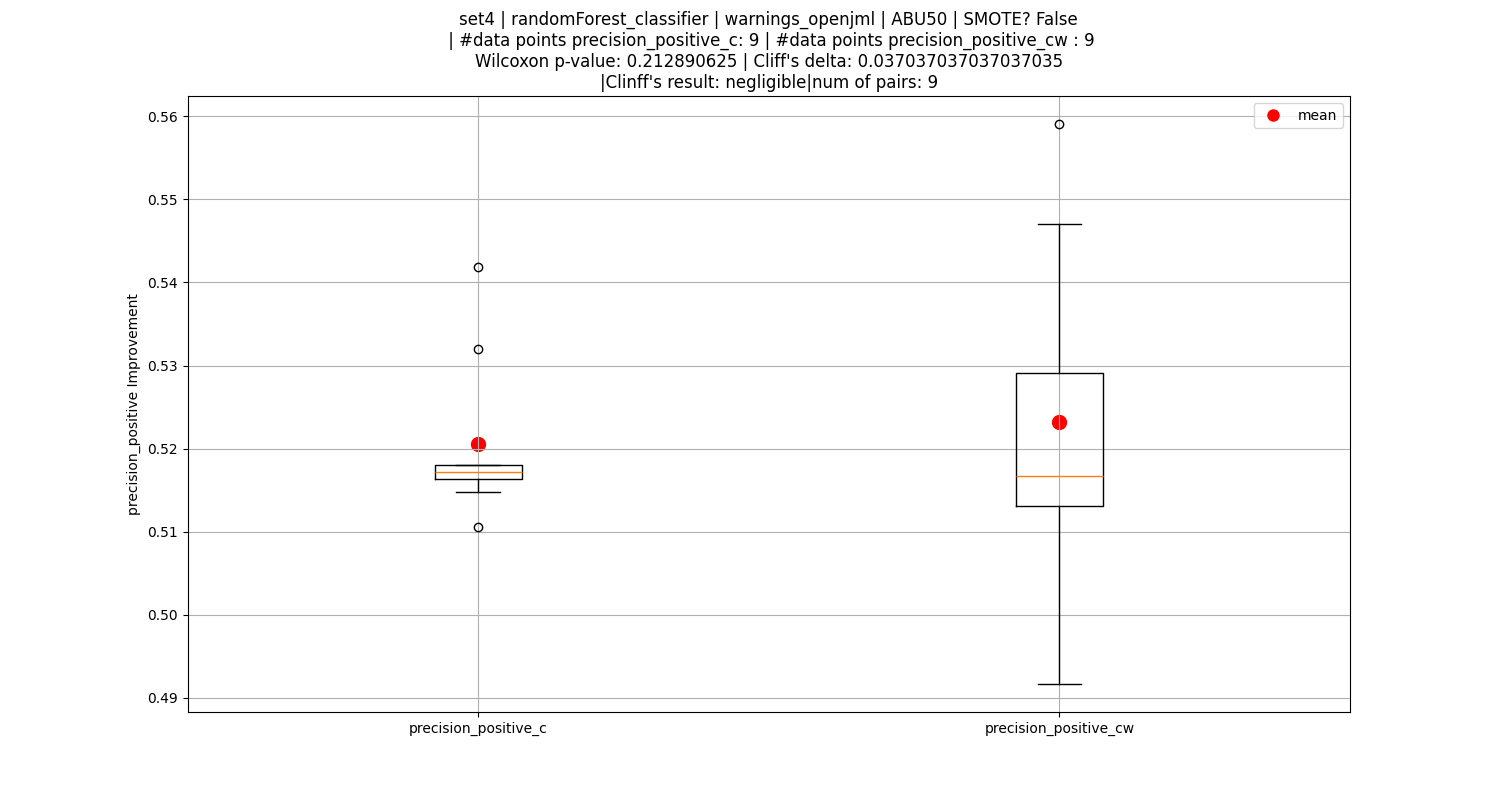 set4 | randomForest_classifier | warnings_openjml | ABU50 | SMOTE? False
| #data points precision_positive_c: 9 | #data points precision_positive_cw : 9
Wilcoxon p-value: 0.212890625 | Cliff's delta: 0.037037037037037035
|Clinff's result: negligible|num of pairs: 9
mean
precision_positive Improvement
0.56
0.55
0.54
0.53
0.52
0.51
0.50
0.49
precision_positive_c
precision_positive_cw